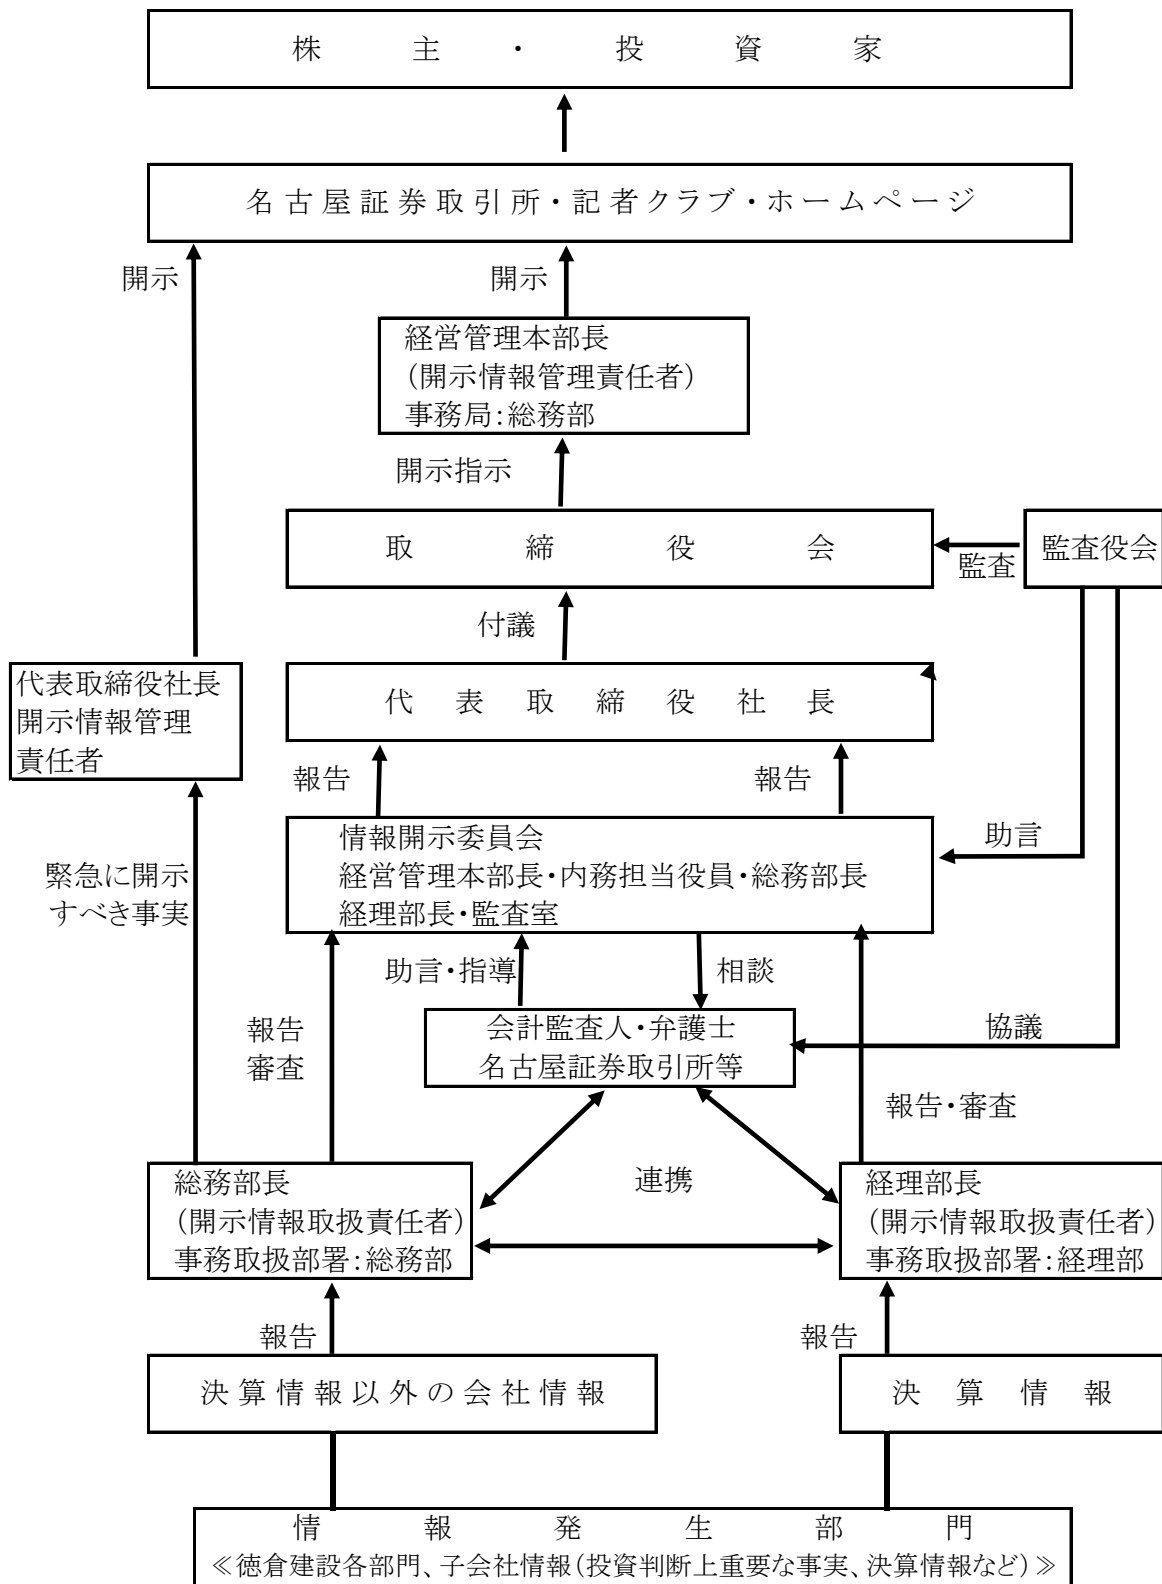 株主・投資家
名古屋証券取引所・記者クラブ・ホームページ
開示
開示
経営管理本部長
（開示情報管理責任者）
事務局：総務部
開示指示
取締役会
監査役会
監査
付議
代表取締役社長
開示情報管理
責任者
代表取締役社長
報告
報告
情報開示委員会
経営管理本部長・内務担当役員・総務部長
経理部長・監査室
助言
緊急に開示
すべき事実
助言・指導
相談
会計監査人・弁護士
名古屋証券取引所等
協議
報告
審査
報告・審査
連携
総務部長
（開示情報取扱責任者）
事務取扱部署：総務部
経理部長
（開示情報取扱責任者）
事務取扱部署：経理部
報告
報告
決算情報以外の会社情報
決算情報
情報発生部門
≪徳倉建設各部門、子会社情報（投資判断上重要な事実、決算情報など）≫